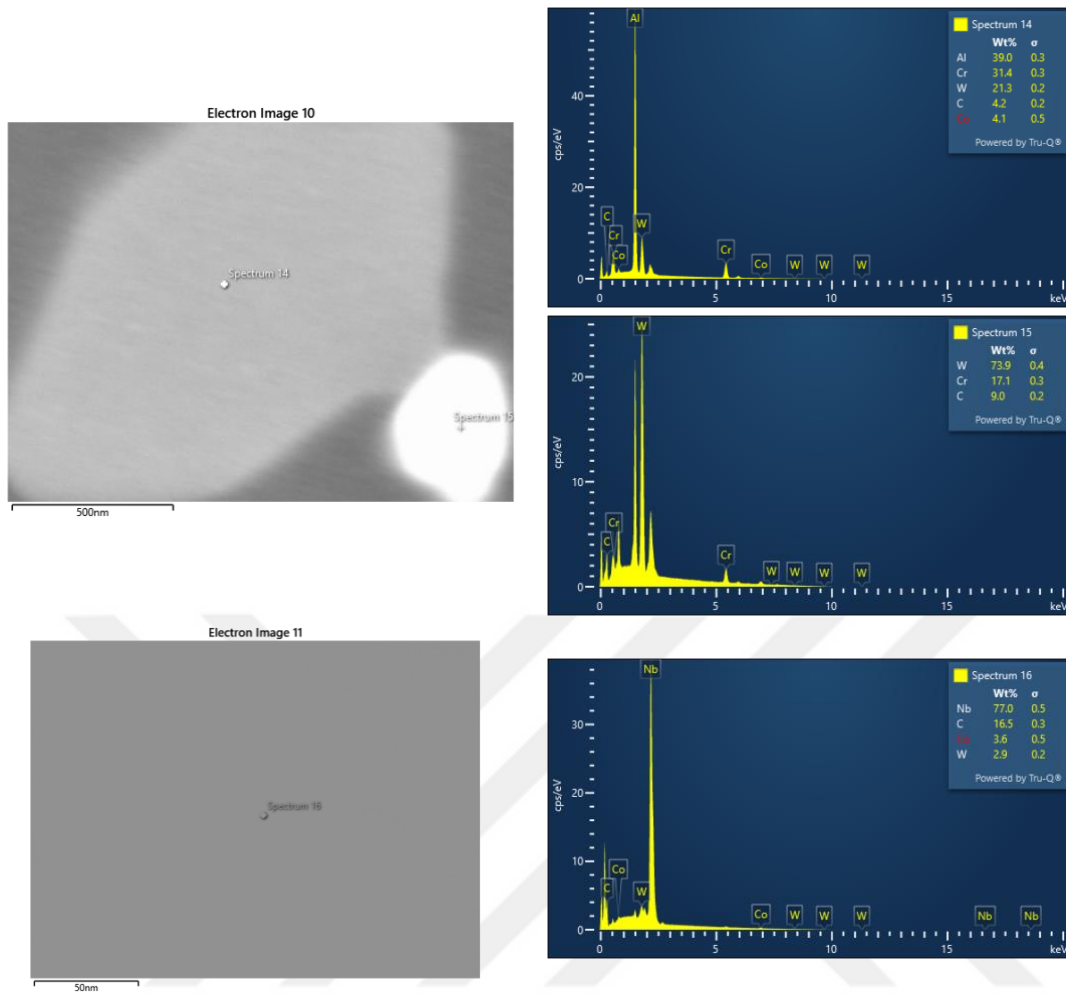 Electron Image 10
Spectrum 14
Spectrum 15
500nm
Spectrum 14
Wt% σ
Al 39.0 0.3
Cr 31.4 0.3
W 21.3 0.2
C 4.2 0.2
Co 4.1 0.5
Powered by Tru-Q®
cps/eV
40
20
0
Al
C
Cr
Co
W
Cr
Co
W
W
W
0 5 10 15 keV
Spectrum 15
Wt% σ
W 73.9 0.4
Cr 17.1 0.3
C 9.0 0.2
Powered by Tru-Q®
cps/eV
20
10
0
W
C
Cr
Cr
W
W
W
W
0 5 10 15 keV
Electron Image 11
Spectrum 16
50nm
Spectrum 16
Wt% σ
Nb 77.0 0.5
C 16.5 0.3
Co 3.6 0.5
W 2.9 0.2
Powered by Tru-Q®
cps/eV
30
20
10
0
Nb
C
Co
W
Co
W
W
W
Nb
Nb
0 5 10 15 keV